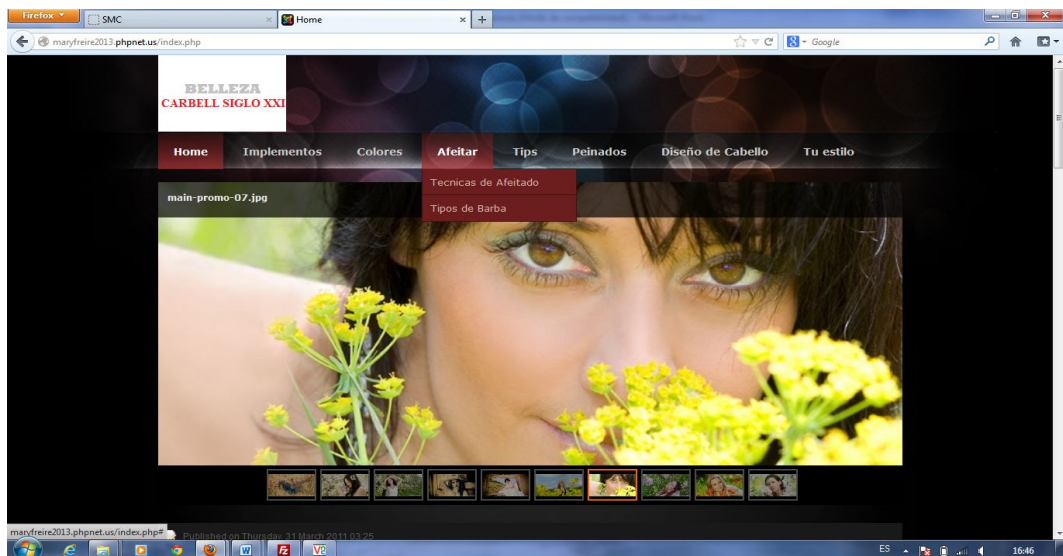 Firefox
SMC
Home
maryfreire2013.phpnet.us/index.php
Google
BELLEZA
CARBELL SIGLO XXI
Home Implementos Colores Afeitar Tips Peinados Diseño de Cabello Tu estilo
Tecnicas de Afeitado
Tipos de Barba
main-promo-07.jpg
maryfreire2013.phpnet.us/index.php#
Published on Thursday, 31 March 2011 03:25
ES
16:46